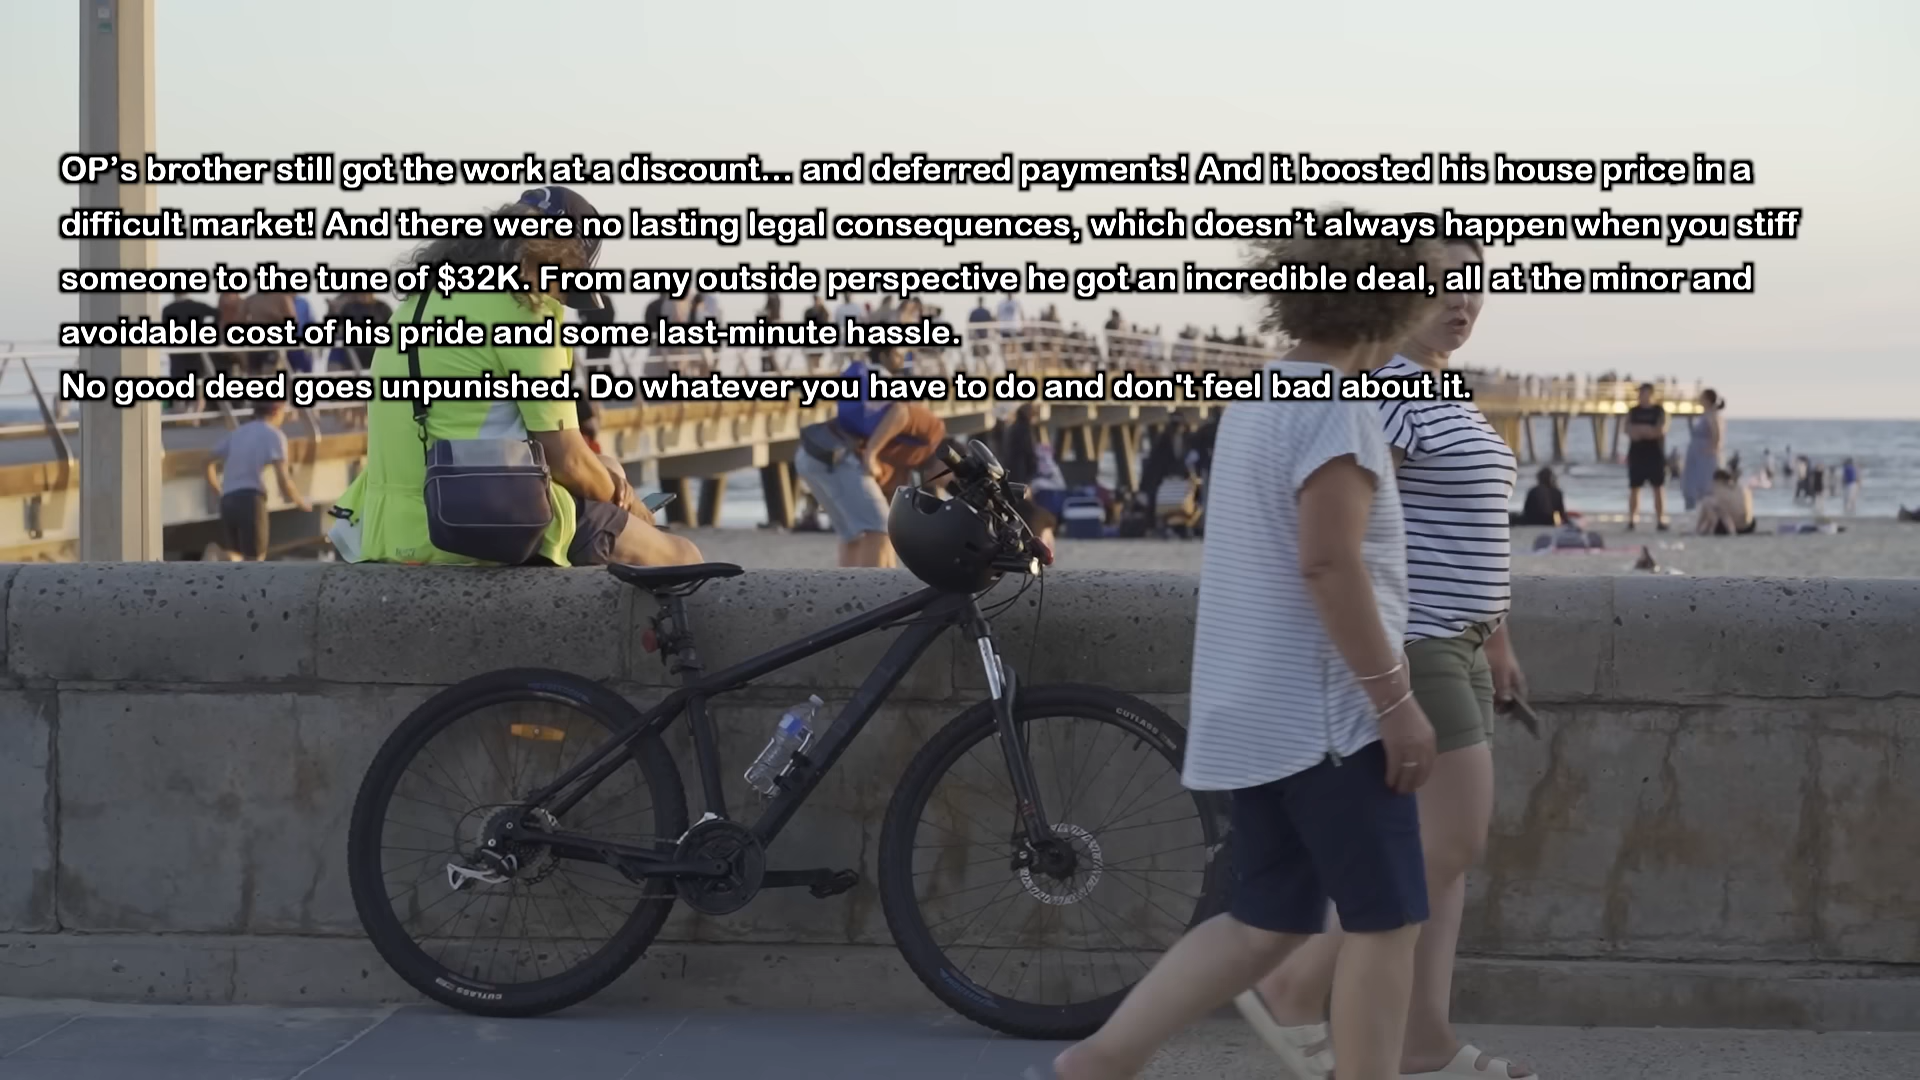 OP’s brother still got the work at a discount... and deferred payments! And it boosted his house price in a
difficult market! And there were no lasting legal consequences, which doesn’t always happen when you stiff
someone to the tune of $32K. From any outside perspective he got an incredible deal, all at the minor and
avoidable cost of his pride and some last-minute hassle.
No good deed goes unpunished. Do whatever you have to do and don't feel bad about it.
CUTLASS
CUTLASS